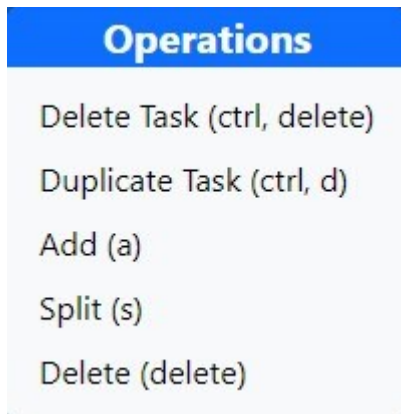 Operations
Delete Task (ctrl, delete)
Duplicate Task (ctrl, d)
Add (a)
Split (s)
Delete (delete)